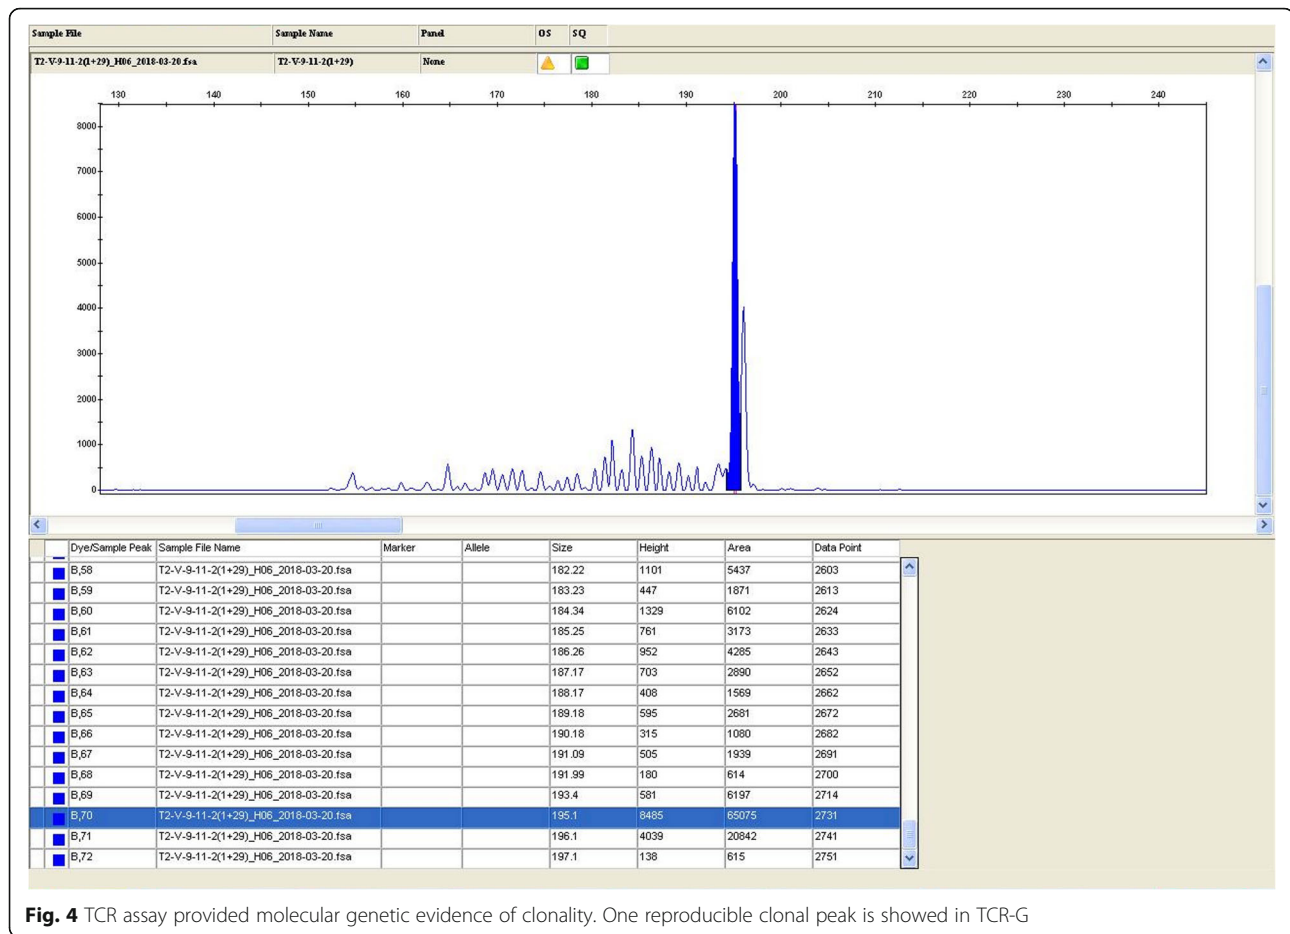 Sample File Sample Name Panel OS SQ
T2-V-9-11-2(1+29)_H06_2018-03-20.fsa T2-V-9-11-2(1+29) None
130 140 150 160 170 180 190 200 210 220 230 240
8000
7000
6000
5000
4000
3000
2000
1000
0
Dye/Sample Peak Sample File Name Marker Allele Size Height Area Data Point
B,58 T2-V-9-11-2(1+29)_H06_2018-03-20.fsa 182.22 1101 5437 2603
B,59 T2-V-9-11-2(1+29)_H06_2018-03-20.fsa 183.23 447 1871 2613
B,60 T2-V-9-11-2(1+29)_H06_2018-03-20.fsa 184.34 1329 6102 2624
B,61 T2-V-9-11-2(1+29)_H06_2018-03-20.fsa 185.25 761 3173 2633
B,62 T2-V-9-11-2(1+29)_H06_2018-03-20.fsa 186.26 952 4285 2643
B,63 T2-V-9-11-2(1+29)_H06_2018-03-20.fsa 187.17 703 2890 2652
B,64 T2-V-9-11-2(1+29)_H06_2018-03-20.fsa 188.17 408 1569 2662
B,65 T2-V-9-11-2(1+29)_H06_2018-03-20.fsa 189.18 595 2681 2672
B,66 T2-V-9-11-2(1+29)_H06_2018-03-20.fsa 190.18 315 1080 2682
B,67 T2-V-9-11-2(1+29)_H06_2018-03-20.fsa 191.09 505 1939 2691
B,68 T2-V-9-11-2(1+29)_H06_2018-03-20.fsa 191.99 180 614 2700
B,69 T2-V-9-11-2(1+29)_H06_2018-03-20.fsa 193.4 581 6197 2714
B,70 T2-V-9-11-2(1+29)_H06_2018-03-20.fsa 195.1 8485 65075 2731
B,71 T2-V-9-11-2(1+29)_H06_2018-03-20.fsa 196.1 4039 20842 2741
B,72 T2-V-9-11-2(1+29)_H06_2018-03-20.fsa 197.1 138 615 2751
Fig. 4 TCR assay provided molecular genetic evidence of clonality. One reproducible clonal peak is showed in TCR-G